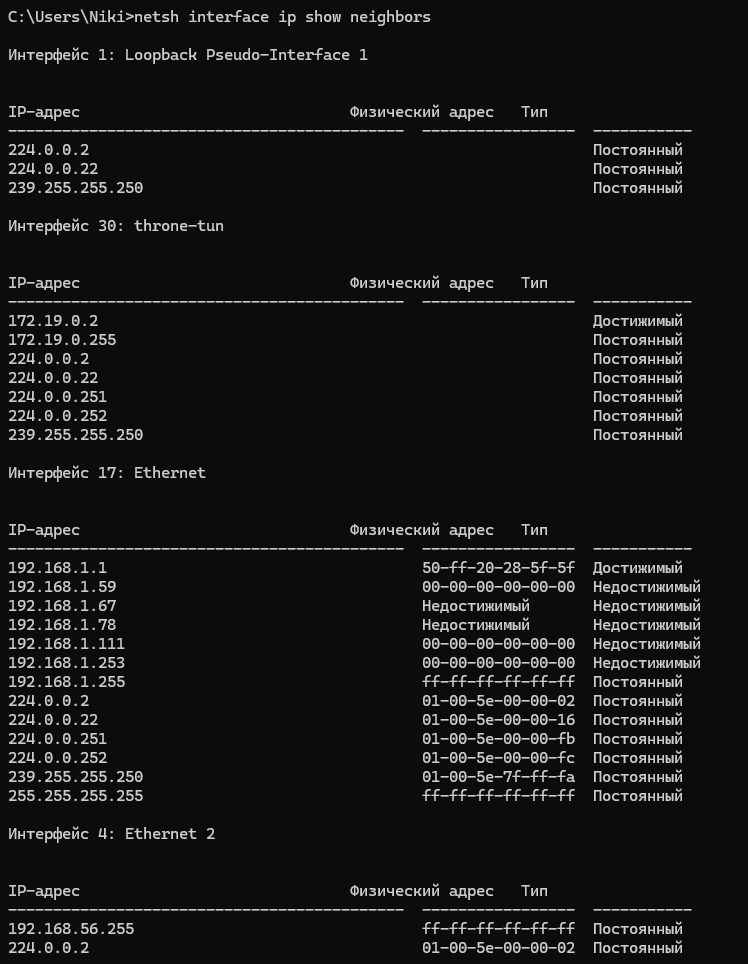 C:\Users\Niki>netsh interface ip show neighbors
Интерфейс 1: Loopback Pseudo-Interface 1
IP-адрес                              Физический адрес   Тип
--------------------------------------------  -----------------  -----------
224.0.0.2                                                        Постоянный
224.0.0.22                                                       Постоянный
239.255.255.250                                                  Постоянный
Интерфейс 30: throne-tun
IP-адрес                              Физический адрес   Тип
--------------------------------------------  -----------------  -----------
172.19.0.2                                                       Достижимый
172.19.0.255                                                     Постоянный
224.0.0.2                                                        Постоянный
224.0.0.22                                                       Постоянный
224.0.0.251                                                      Постоянный
224.0.0.252                                                      Постоянный
239.255.255.250                                                  Постоянный
Интерфейс 17: Ethernet
IP-адрес                              Физический адрес   Тип
--------------------------------------------  -----------------  -----------
192.168.1.1                                   50-ff-20-28-5f-5f  Достижимый
192.168.1.59                                  00-00-00-00-00-00  Недостижимый
192.168.1.67                                  Недостижимый       Недостижимый
192.168.1.78                                  Недостижимый       Недостижимый
192.168.1.111                                 00-00-00-00-00-00  Недостижимый
192.168.1.253                                 00-00-00-00-00-00  Недостижимый
192.168.1.255                                 ff-ff-ff-ff-ff-ff  Постоянный
224.0.0.2                                     01-00-5e-00-00-02  Постоянный
224.0.0.22                                    01-00-5e-00-00-16  Постоянный
224.0.0.251                                   01-00-5e-00-00-fb  Постоянный
224.0.0.252                                   01-00-5e-00-00-fc  Постоянный
239.255.255.250                               01-00-5e-7f-ff-fa  Постоянный
255.255.255.255                               ff-ff-ff-ff-ff-ff  Постоянный
Интерфейс 4: Ethernet 2
IP-адрес                              Физический адрес   Тип
--------------------------------------------  -----------------  -----------
192.168.56.255                                ff-ff-ff-ff-ff-ff  Постоянный
224.0.0.2                                     01-00-5e-00-00-02  Постоянный